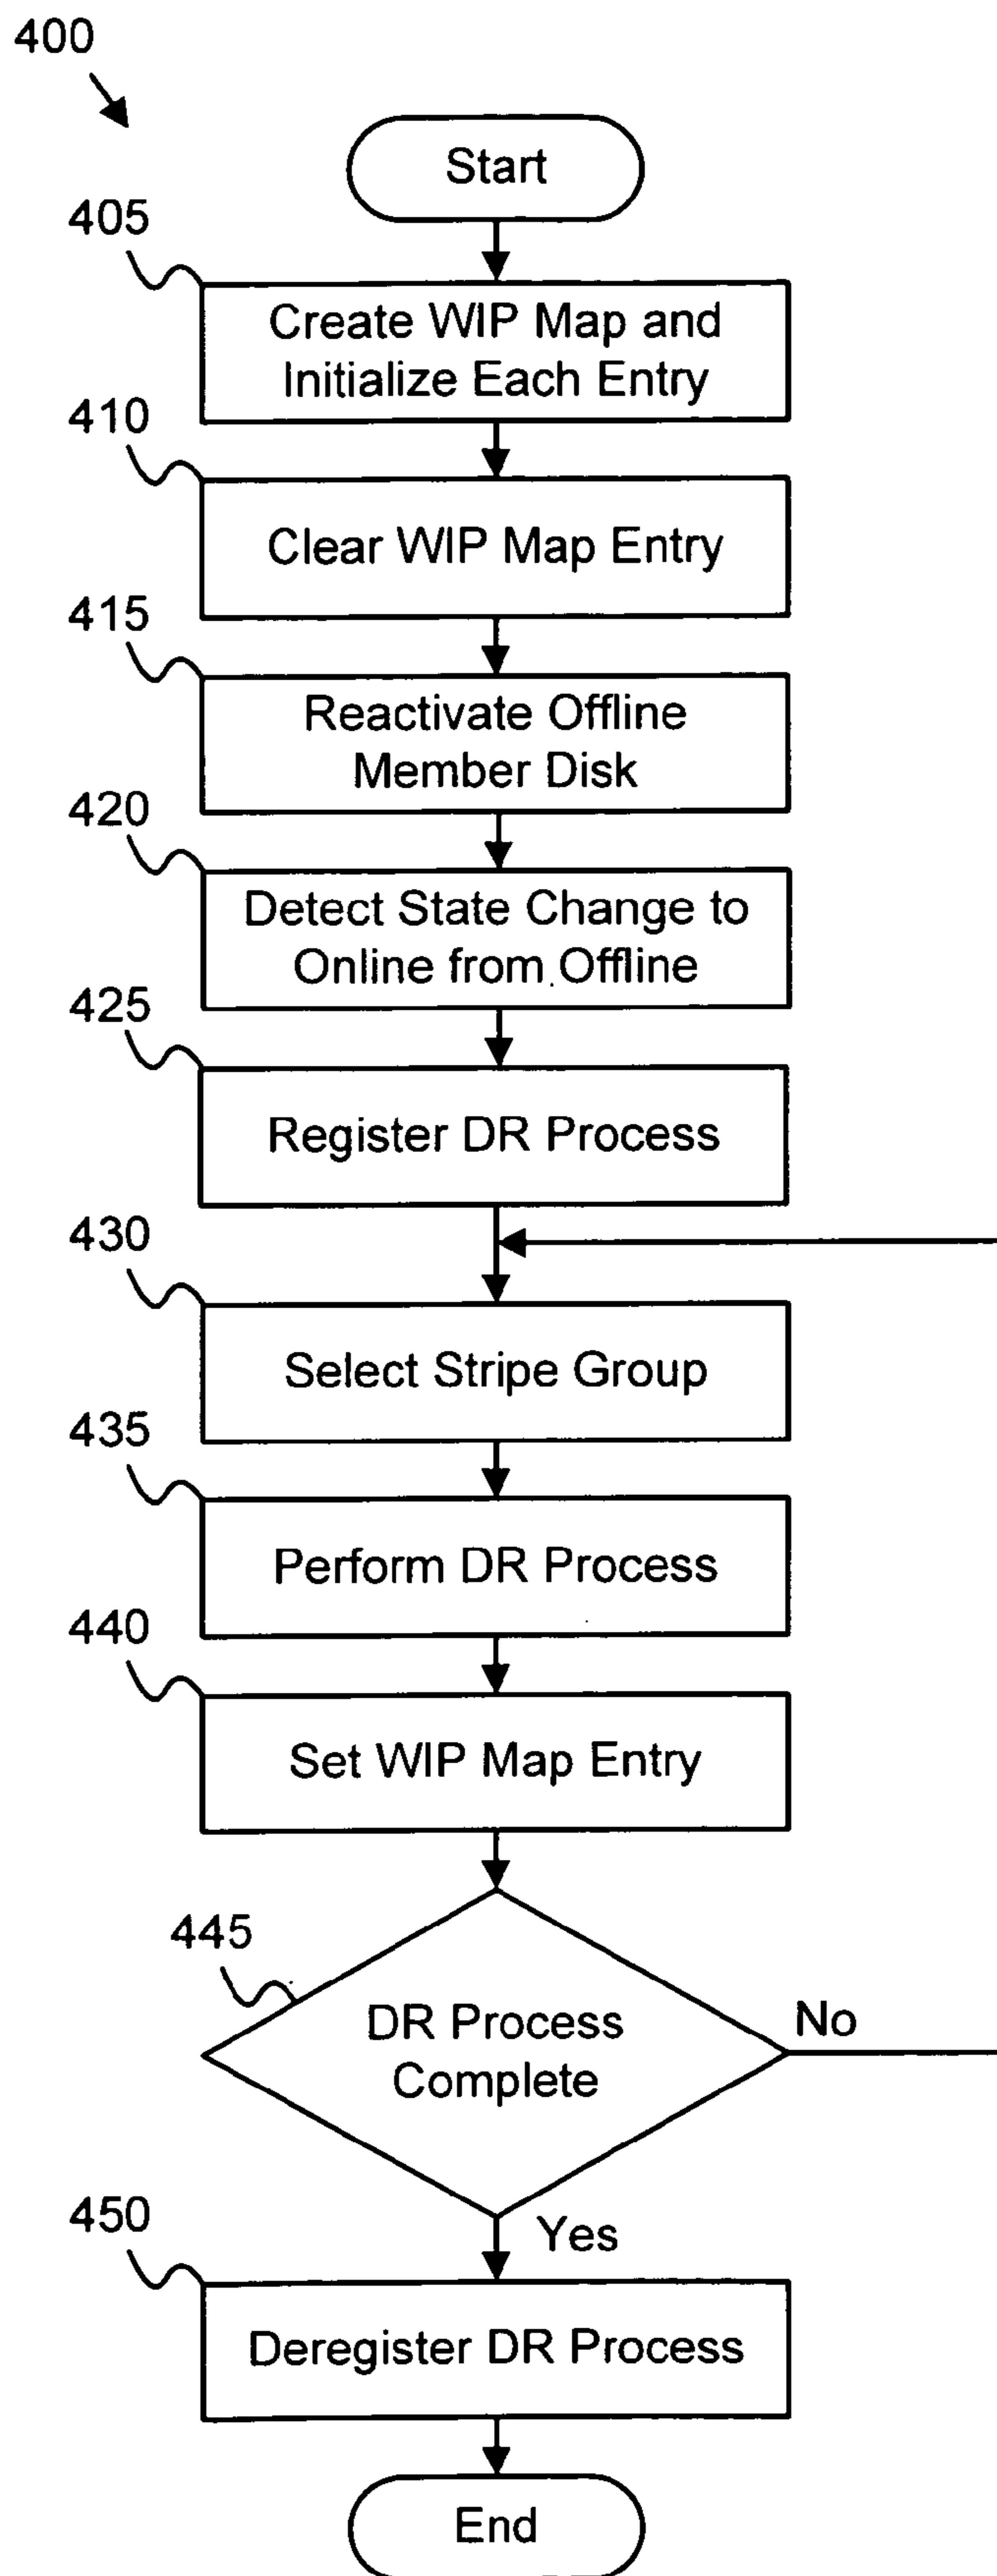 400
Start
405
Create WIP Map and
Initialize Each Entry
410
Clear WIP Map Entry
415
Reactivate Offline
Member Disk
420
Detect State Change to
Online from Offline
425
Register DR Process
430
Select Stripe Group
435
Perform DR Process
440
Set WIP Map Entry
445
DR Process
Complete
No
Yes
450
Deregister DR Process
End